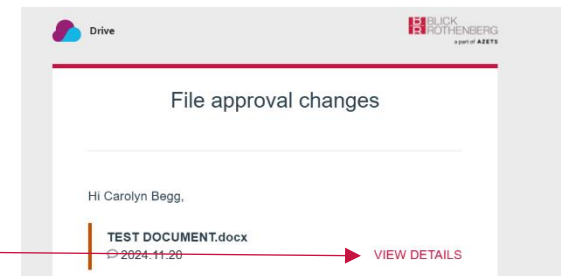 Drive
BLICK
ROTHENBERG
a part of AZETS
File approval changes
Hi Carolyn Begg,
TEST DOCUMENT.docx
2024.11.20
VIEW DETAILS